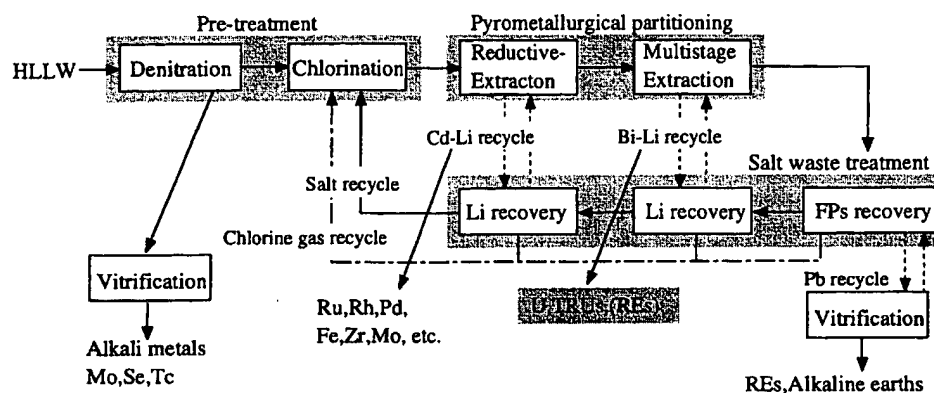 Pre-treatment
Pyrometallurgical partitioning
HLLW
Denitration
Chlorination
Reductive-
Extracton
Multistage
Extraction
Cd-Li recycle
Bi-Li recycle
Salt waste treatment
Salt recycle
Li recovery
Li recovery
FPs recovery
Chlorine gas recycle
Vitrification
Pb recycle
Ru,Rh,Pd,
Fe,Zr,Mo, etc.
U-TRUs(REs)
Vitrification
Alkali metals
Mo,Se,Tc
REs,Alkaline earths